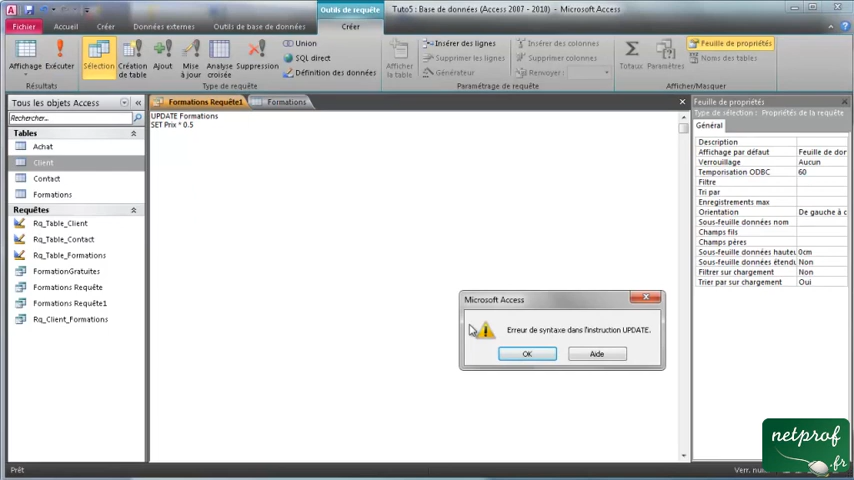 Outils de requête
Tuto5 : Base de données (Access 2007 - 2010) - Microsoft Access
Fichier
Accueil
Créer
Données externes
Outils de base de données
Créer
Affichage
Exécuter
Sélection
Création de table
Ajout
Mise à jour
Analyse croisée
Suppression
Union
SQL direct
Définition des données
Afficher la table
Insérer des lignes
Supprimer les lignes
Générateur
Insérer des colonnes
Supprimer colonnes
Renvoyer :
Totaux
Paramètres
Feuille de propriétés
Noms des tables
Résultats
Type de requête
Paramétrage de requête
Afficher/Masquer
Tous les objets Access
Rechercher...
Tables
Achat
Client
Contact
Formations
Requêtes
Rq_Table_Client
Rq_Table_Contact
Rq_Table_Formations
FormationGratuites
Formations Requête
Formations Requête1
Rq_Client_Formations
Formations Requête1
Formations
UPDATE Formations
SET Prix * 0.5
Microsoft Access
Erreur de syntaxe dans l'instruction UPDATE.
OK
Aide
Feuille de propriétés
Type de sélection : Propriétés de la requête
Général
Description
Affichage par défaut Feuille de don
Verrouillage Aucun
Temporisation ODBC 60
Filtre
Tri par
Enregistrements max
Orientation De gauche à c
Sous-feuille données nom
Champs fils
Champs pères
Sous-feuille données hauteu 0cm
Sous-feuille données étendu Non
Filtrer sur chargement Non
Trier par sur chargement Oui
Prêt
Verr. nu
netprof
.fr